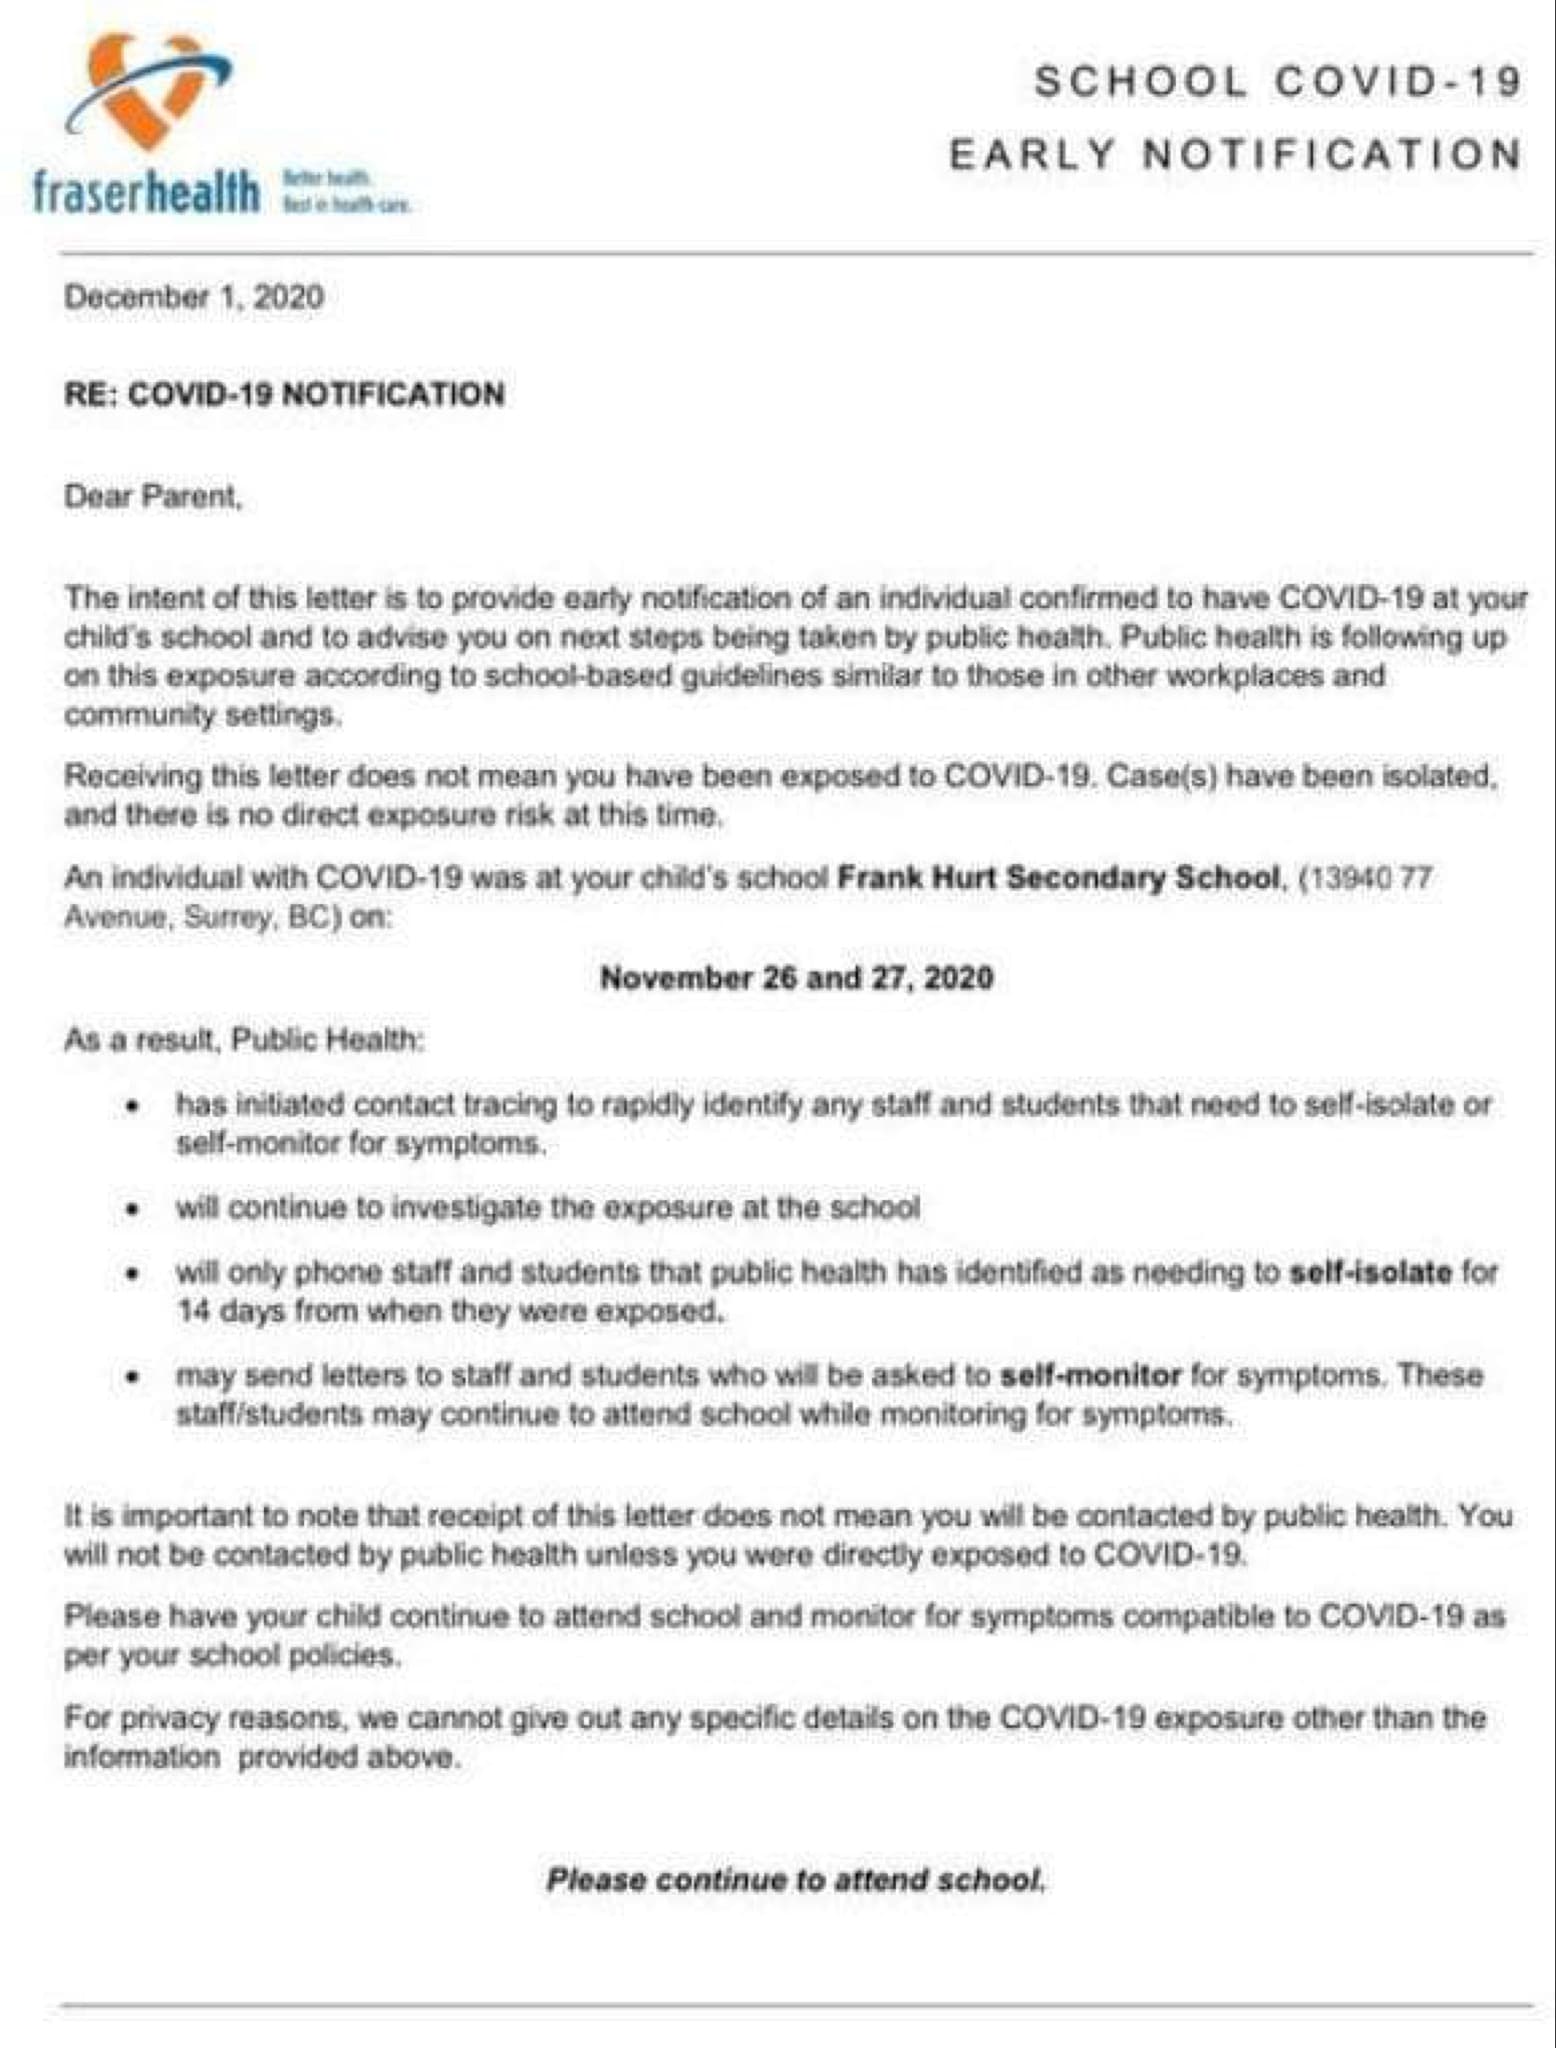 SCHOOL COVID-19
EARLY NOTIFICATION
fraserhealth
Better health.
Best in health care.
December 1, 2020
RE: COVID-19 NOTIFICATION
Dear Parent,
The intent of this letter is to provide early notification of an individual confirmed to have COVID-19 at your
child's school and to advise you on next steps being taken by public health. Public health is following up
on this exposure according to school-based guidelines similar to those in other workplaces and
community settings.
Receiving this letter does not mean you have been exposed to COVID-19. Case(s) have been isolated,
and there is no direct exposure risk at this time.
An individual with COVID-19 was at your child's school Frank Hurt Secondary School, (13940 77
Avenue, Surrey, BC) on:
November 26 and 27, 2020
As a result, Public Health:
• has initiated contact tracing to rapidly identify any staff and students that need to self-isolate or
self-monitor for symptoms.
• will continue to investigate the exposure at the school
• will only phone staff and students that public health has identified as needing to self-isolate for
14 days from when they were exposed.
• may send letters to staff and students who will be asked to self-monitor for symptoms. These
staff/students may continue to attend school while monitoring for symptoms.
It is important to note that receipt of this letter does not mean you will be contacted by public health. You
will not be contacted by public health unless you were directly exposed to COVID-19.
Please have your child continue to attend school and monitor for symptoms compatible to COVID-19 as
per your school policies.
For privacy reasons, we cannot give out any specific details on the COVID-19 exposure other than the
information provided above.
Please continue to attend school.